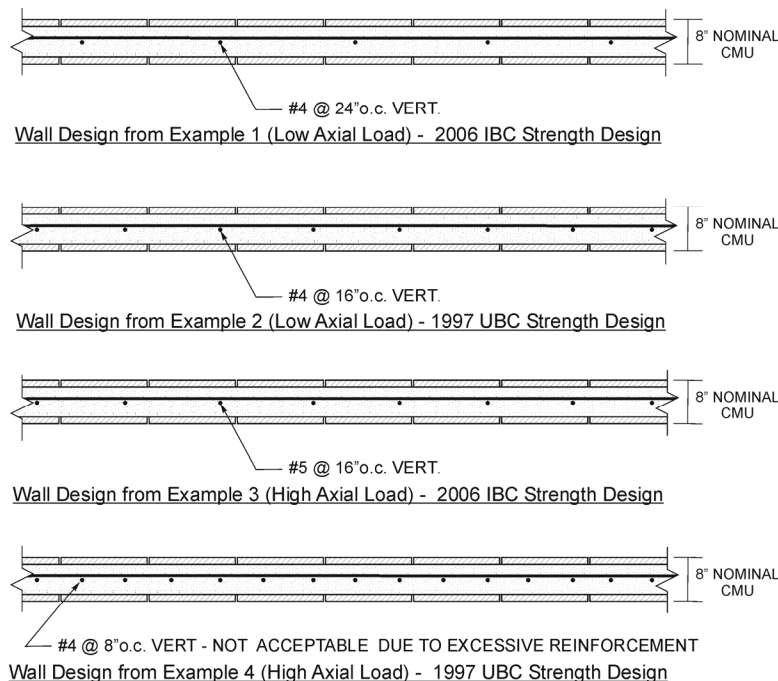 8" NOMINAL
CMU
#4 @ 24"o.c. VERT.
Wall Design from Example 1 (Low Axial Load) - 2006 IBC Strength Design
8" NOMINAL
CMU
#4 @ 16"o.c. VERT.
Wall Design from Example 2 (Low Axial Load) - 1997 UBC Strength Design
8" NOMINAL
CMU
#5 @ 16"o.c. VERT.
Wall Design from Example 3 (High Axial Load) - 2006 IBC Strength Design
8" NOMINAL
CMU
#4 @ 8"o.c. VERT - NOT ACCEPTABLE DUE TO EXCESSIVE REINFORCEMENT
Wall Design from Example 4 (High Axial Load) - 1997 UBC Strength Design